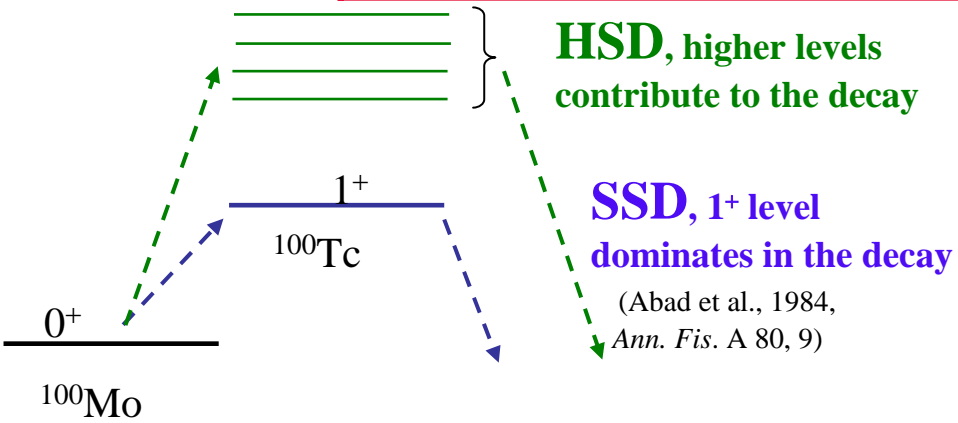 HSD, higher levels
contribute to the decay
1⁺
SSD, 1⁺ level
dominates in the decay
¹⁰⁰Tc
(Abad et al., 1984,
Ann. Fis. A 80, 9)
0⁺
¹⁰⁰Mo